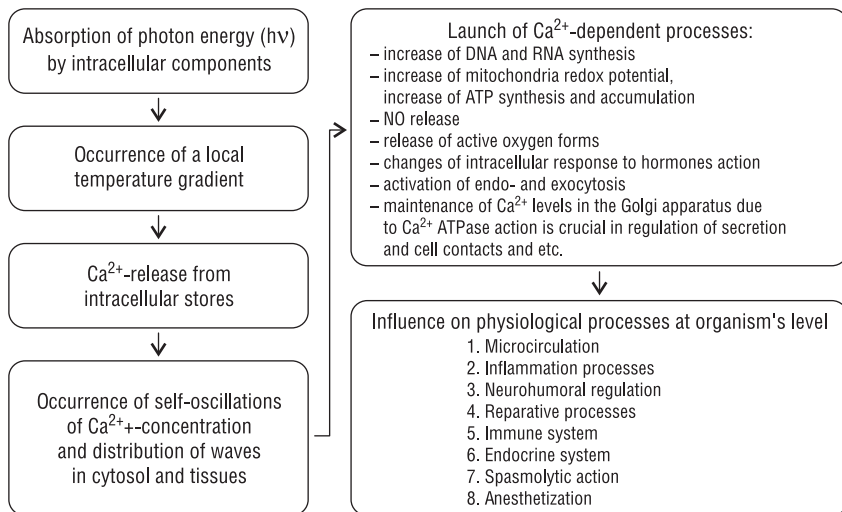 Absorption of photon energy (hν)
by intracellular components
Occurrence of a local
temperature gradient
Ca²⁺-release from
intracellular stores
Occurrence of self-oscillations
of Ca²⁺+-concentration
and distribution of waves
in cytosol and tissues
Launch of Ca²⁺-dependent processes:
– increase of DNA and RNA synthesis
– increase of mitochondria redox potential,
increase of ATP synthesis and accumulation
– NO release
– release of active oxygen forms
– changes of intracellular response to hormones action
– activation of endo- and exocytosis
– maintenance of Ca²⁺ levels in the Golgi apparatus due
to Ca²⁺ ATPase action is crucial in regulation of secretion
and cell contacts and etc.
Influence on physiological processes at organism's level
1. Microcirculation
2. Inflammation processes
3. Neurohumoral regulation
4. Reparative processes
5. Immune system
6. Endocrine system
7. Spasmolytic action
8. Anesthetization